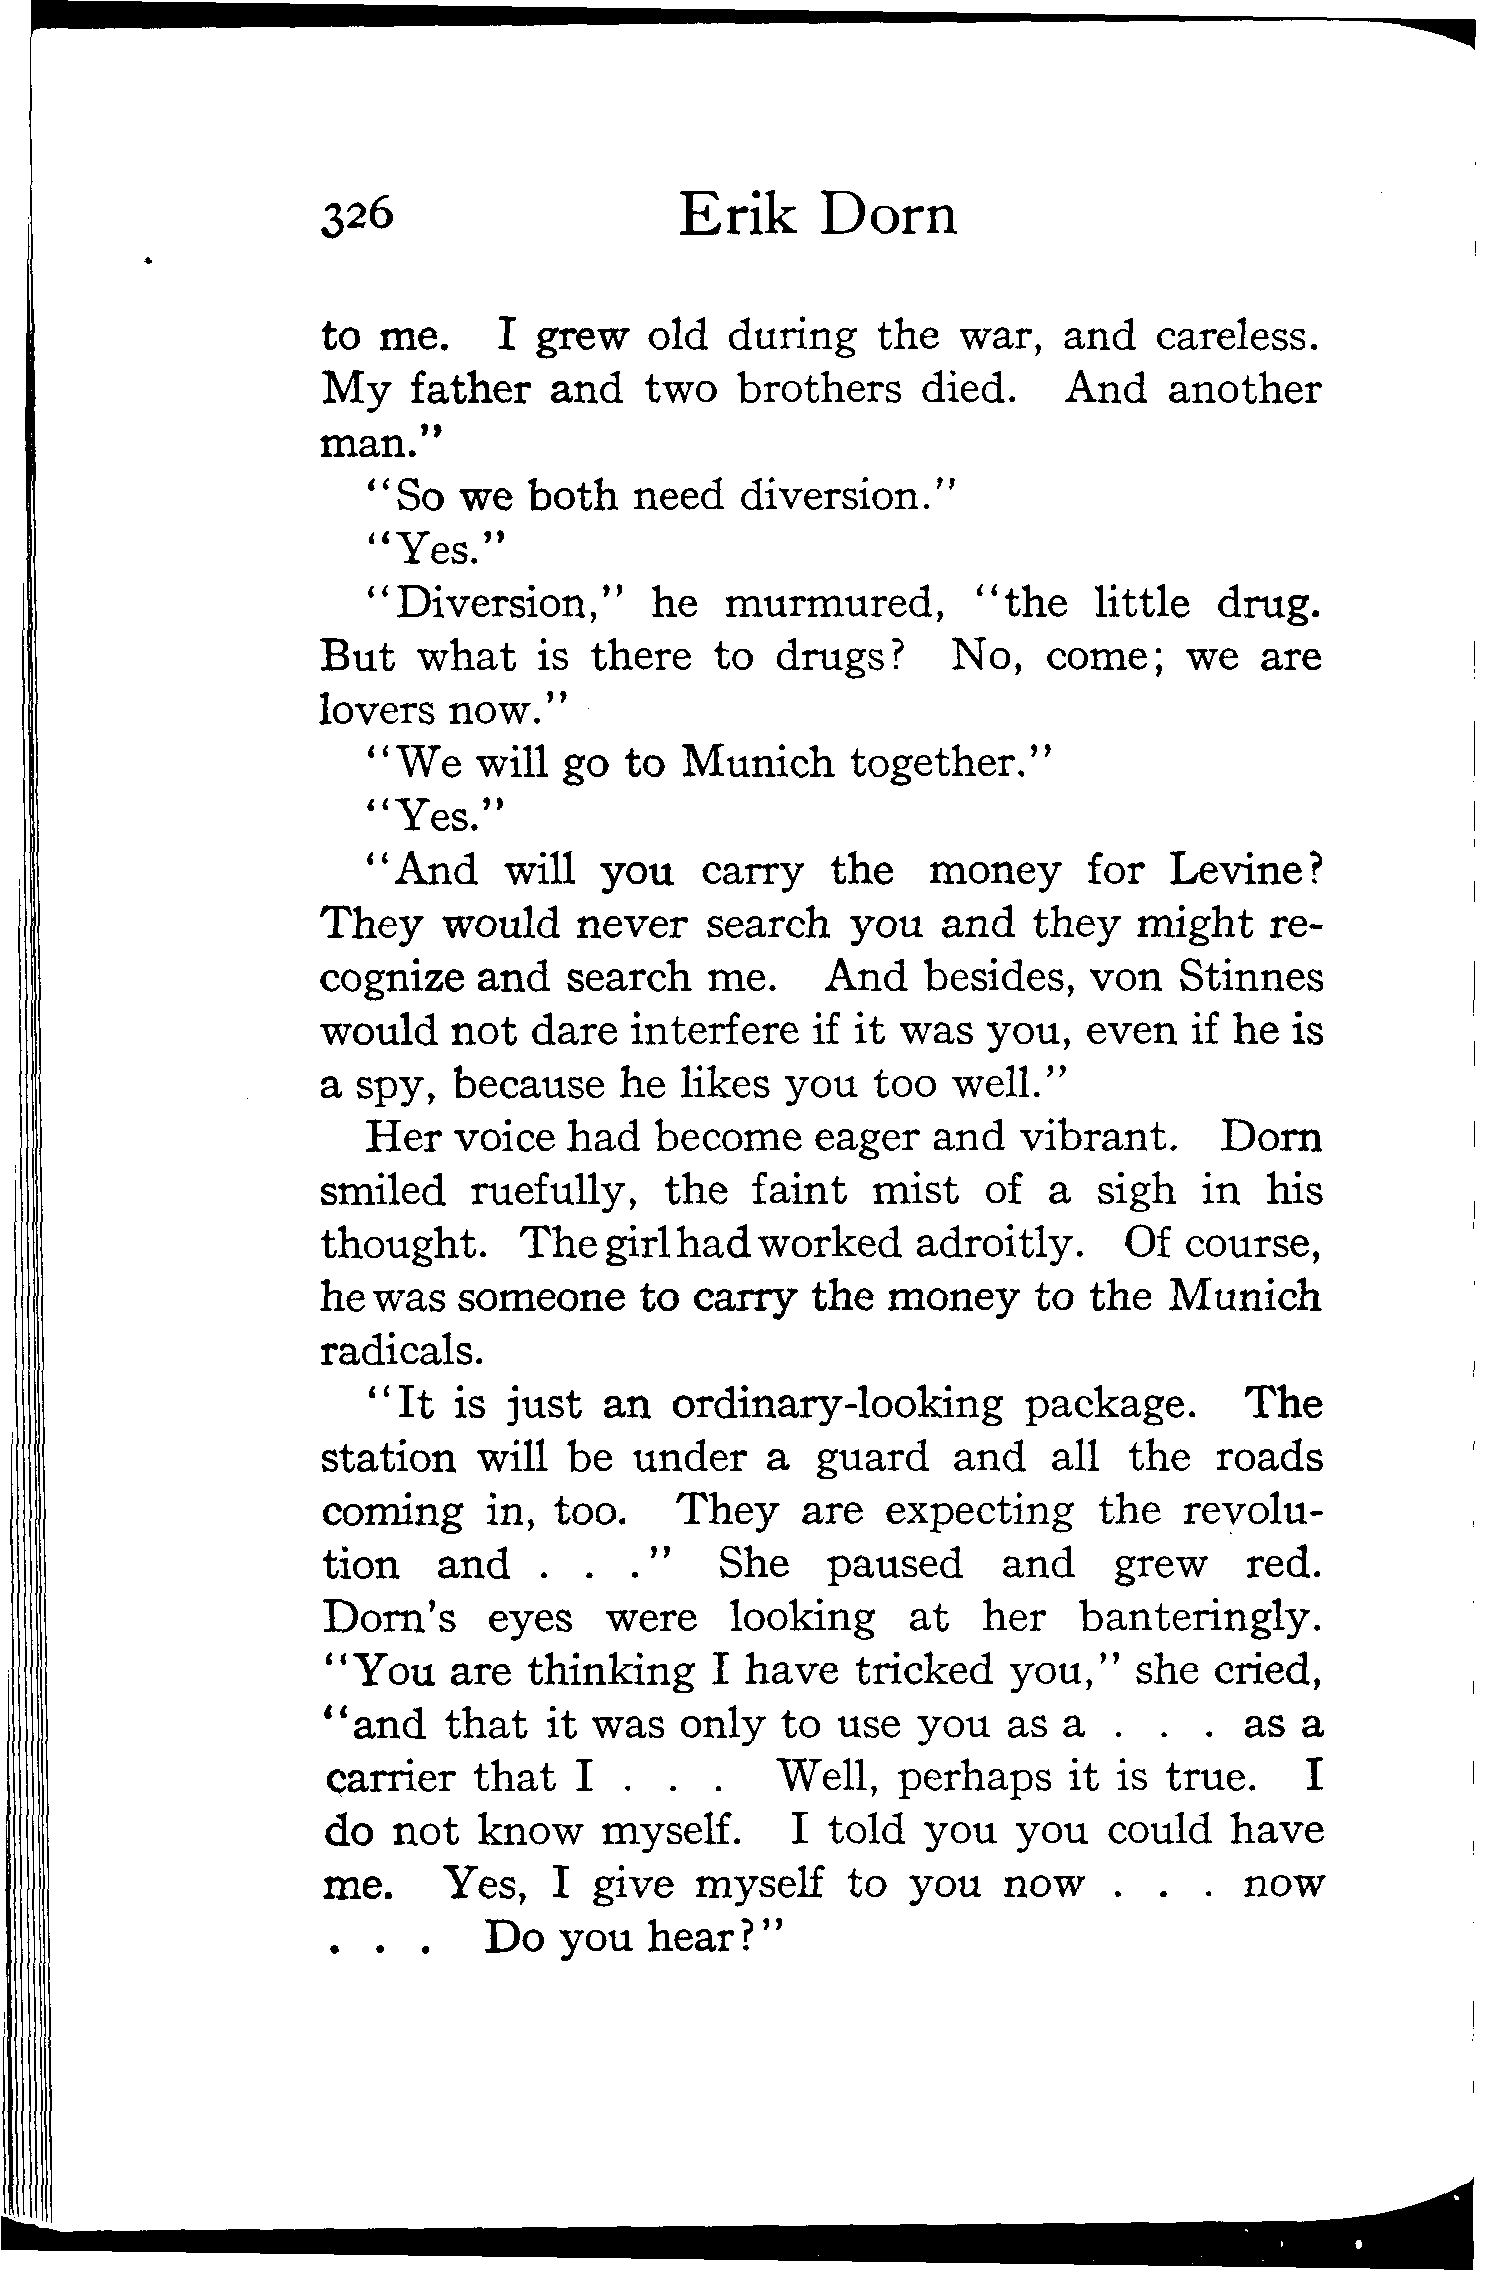 326 Erik Dorn
to me. I grew old during the war, and careless.
My father and two brothers died. And another
man."
"So we both need diversion."
"Yes."
"Diversion," he murmured, "the little drug.
But what is there to drugs? No, come; we are
lovers now."
"We will go to Munich together."
"Yes."
"And will you carry the money for Levine?
They would never search you and they might re-
cognize and search me. And besides, von Stinnes
would not dare interfere if it was you, even if he is
a spy, because he likes you too well."
Her voice had become eager and vibrant. Dorn
smiled ruefully, the faint mist of a sigh in his
thought. The girl had worked adroitly. Of course,
he was someone to carry the money to the Munich
radicals.
"It is just an ordinary-looking package. The
station will be under a guard and all the roads
coming in, too. They are expecting the revolu-
tion and . . ." She paused and grew red.
Dorn's eyes were looking at her banteringly.
"You are thinking I have tricked you," she cried,
"and that it was only to use you as a . . . as a
carrier that I . . . Well, perhaps it is true. I
do not know myself. I told you you could have
me. Yes, I give myself to you now . . . now
. . . Do you hear?"